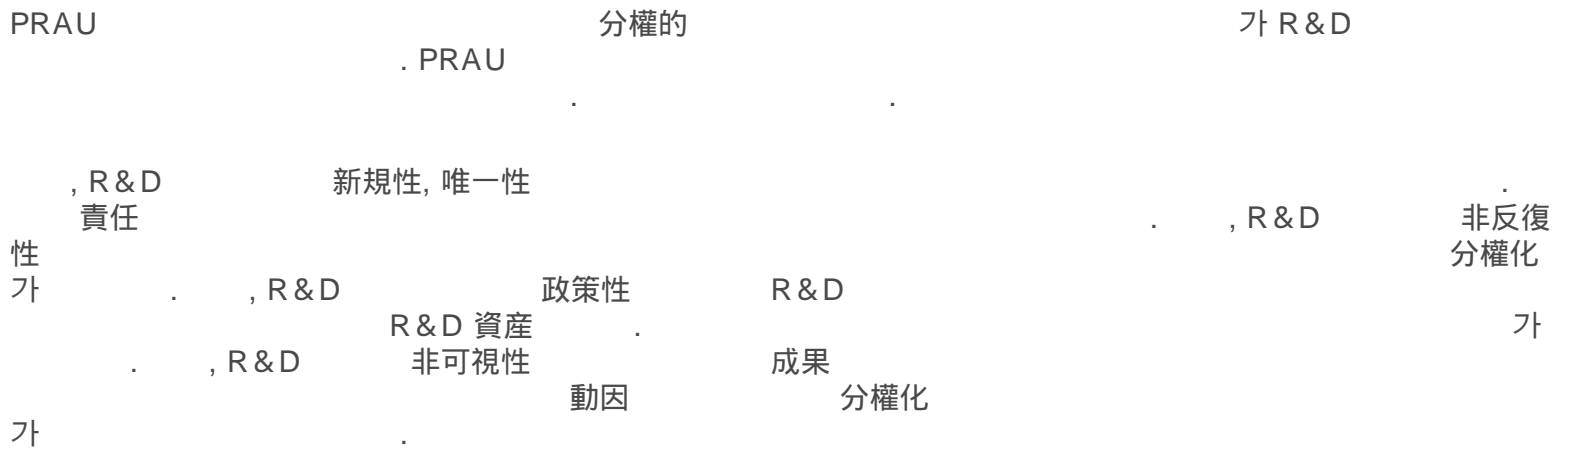 PRAU 分權的 가 R&D
. PRAU
. .
, R&D 新規性, 唯一性 .
責任 . , R&D 非反復
性 分權化
가 . , R&D 政策性 R&D
R&D 資産 . 가
. , R&D 非可視性 成果
動因 分權化
가 .